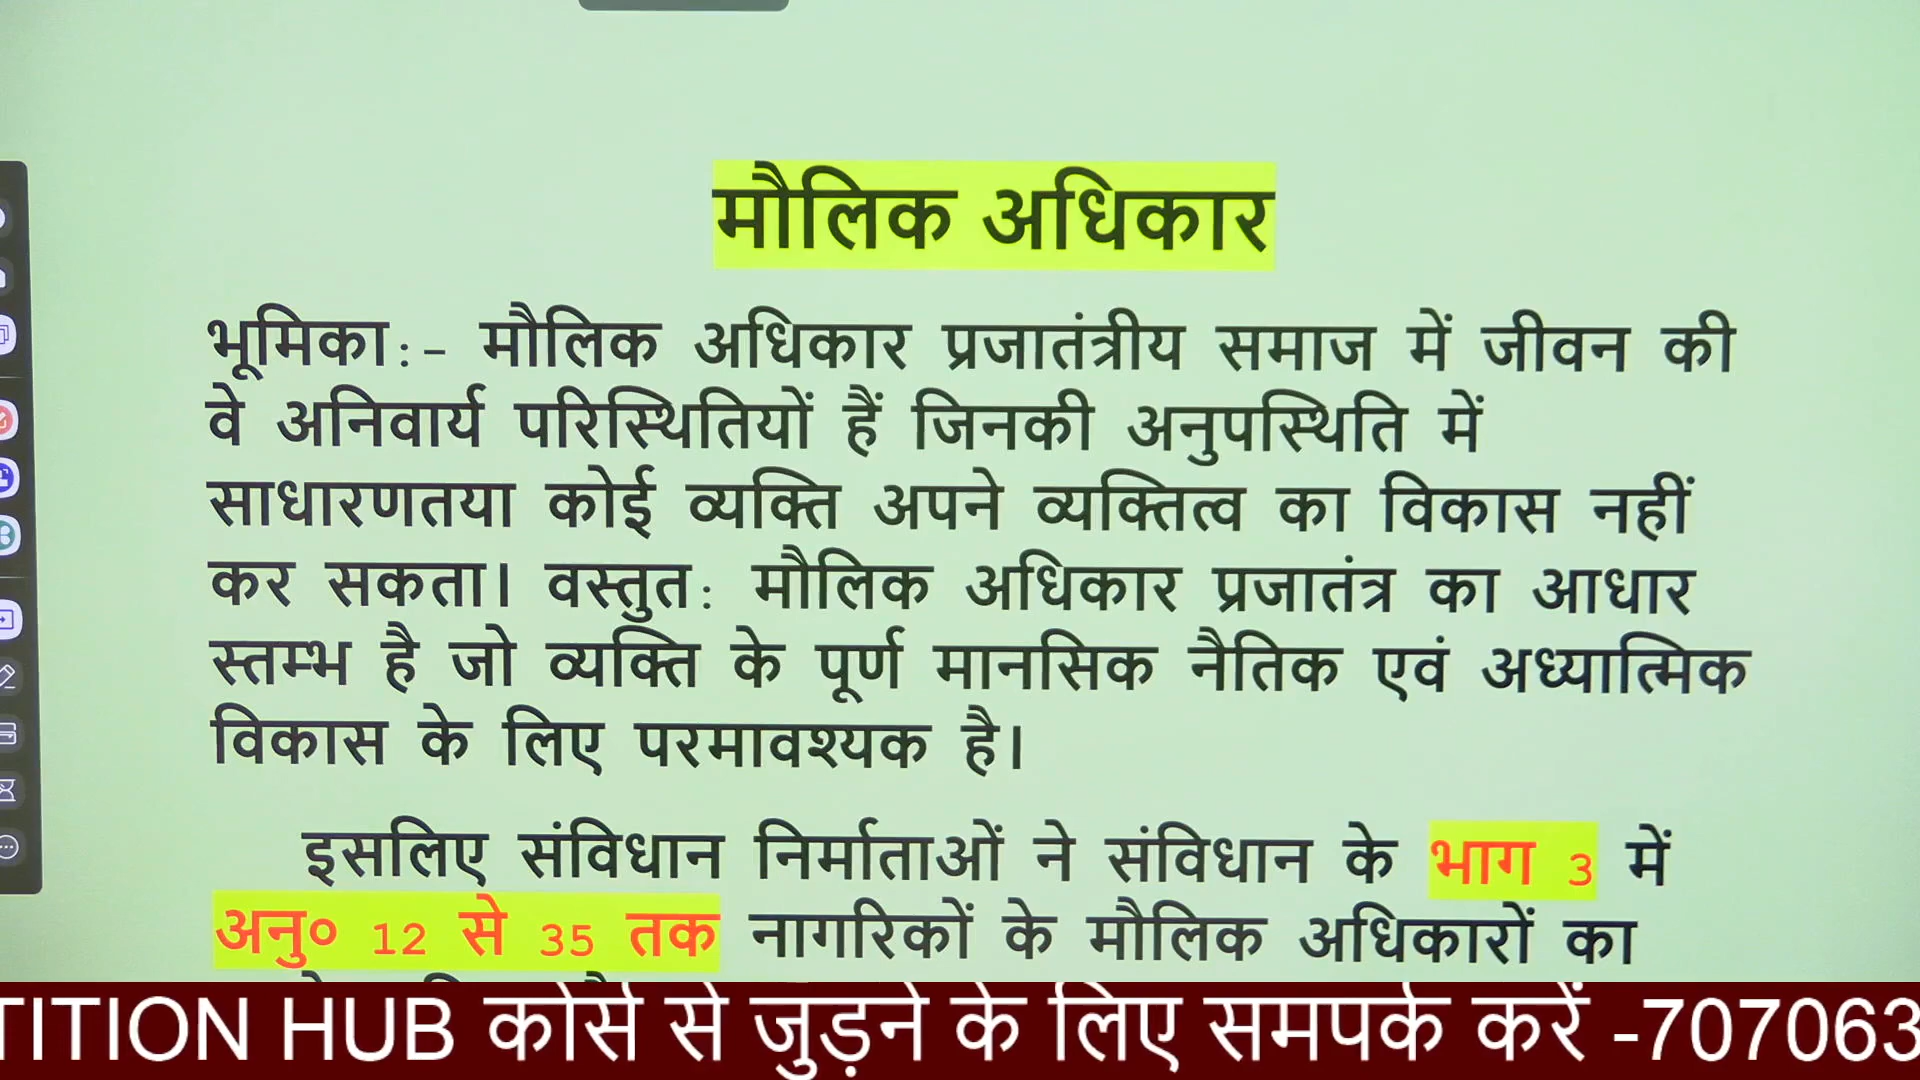 मौलिक अधिकार
भूमिका:- मौलिक अधिकार प्रजातंत्रीय समाज में जीवन की
वे अनिवार्य परिस्थितियों हैं जिनकी अनुपस्थिति में
साधारणतया कोई व्यक्ति अपने व्यक्तित्व का विकास नहीं
कर सकता। वस्तुत: मौलिक अधिकार प्रजातंत्र का आधार
स्तम्भ है जो व्यक्ति के पूर्ण मानसिक नैतिक एवं अध्यात्मिक
विकास के लिए परमावश्यक है।
इसलिए संविधान निर्माताओं ने संविधान के भाग 3 में
अनु० 12 से 35 तक नागरिकों के मौलिक अधिकारों का
TITION HUB कोर्स से जुड़ने के लिए समपर्क करें -707063